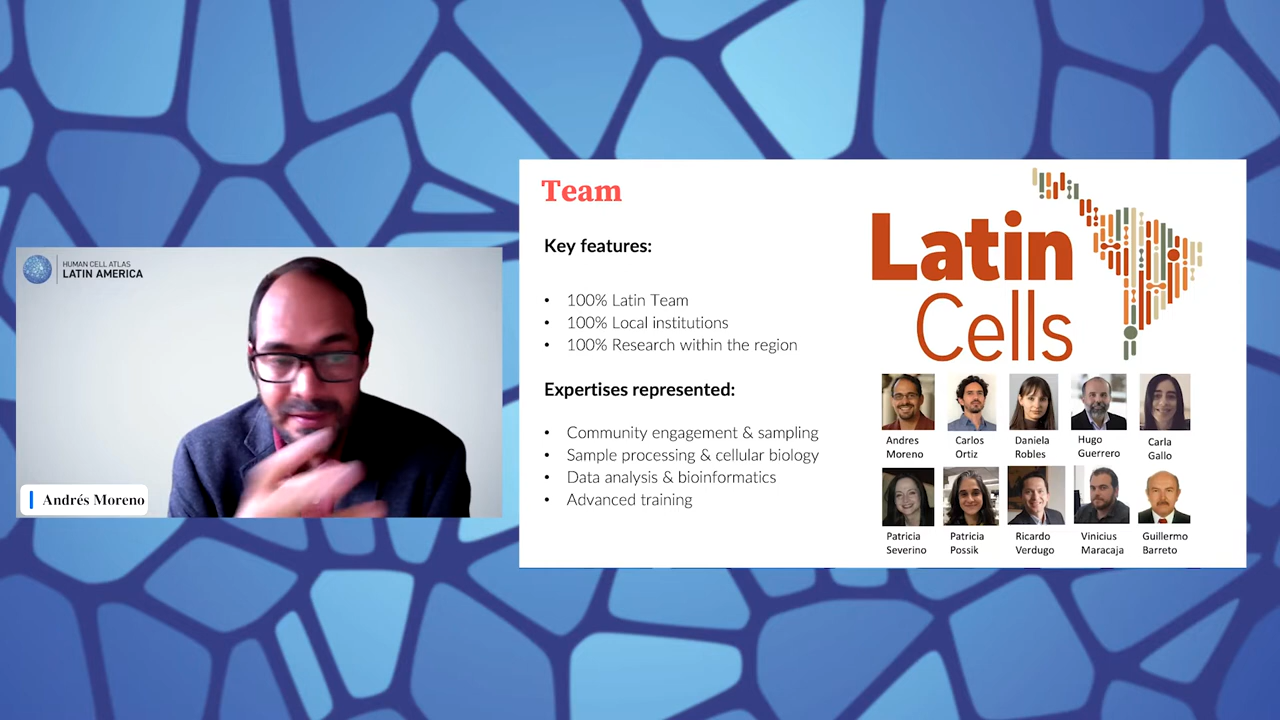 HUMAN CELL ATLAS
LATIN AMERICA
Andrés Moreno
Team
Key features:
• 100% Latin Team
• 100% Local institutions
• 100% Research within the region
Expertises represented:
• Community engagement & sampling
• Sample processing & cellular biology
• Data analysis & bioinformatics
• Advanced training
Latin
Cells
Andres
Moreno
Carlos
Ortiz
Daniela
Robles
Hugo
Guerrero
Carla
Gallo
Patricia
Severino
Patricia
Possik
Ricardo
Verdugo
Vinicius
Maracaja
Guillermo
Barreto